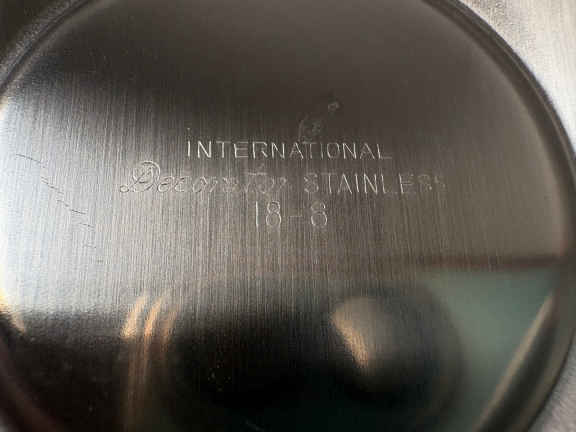 INTERNATIONAL
Decorator STAINLESS
18-8